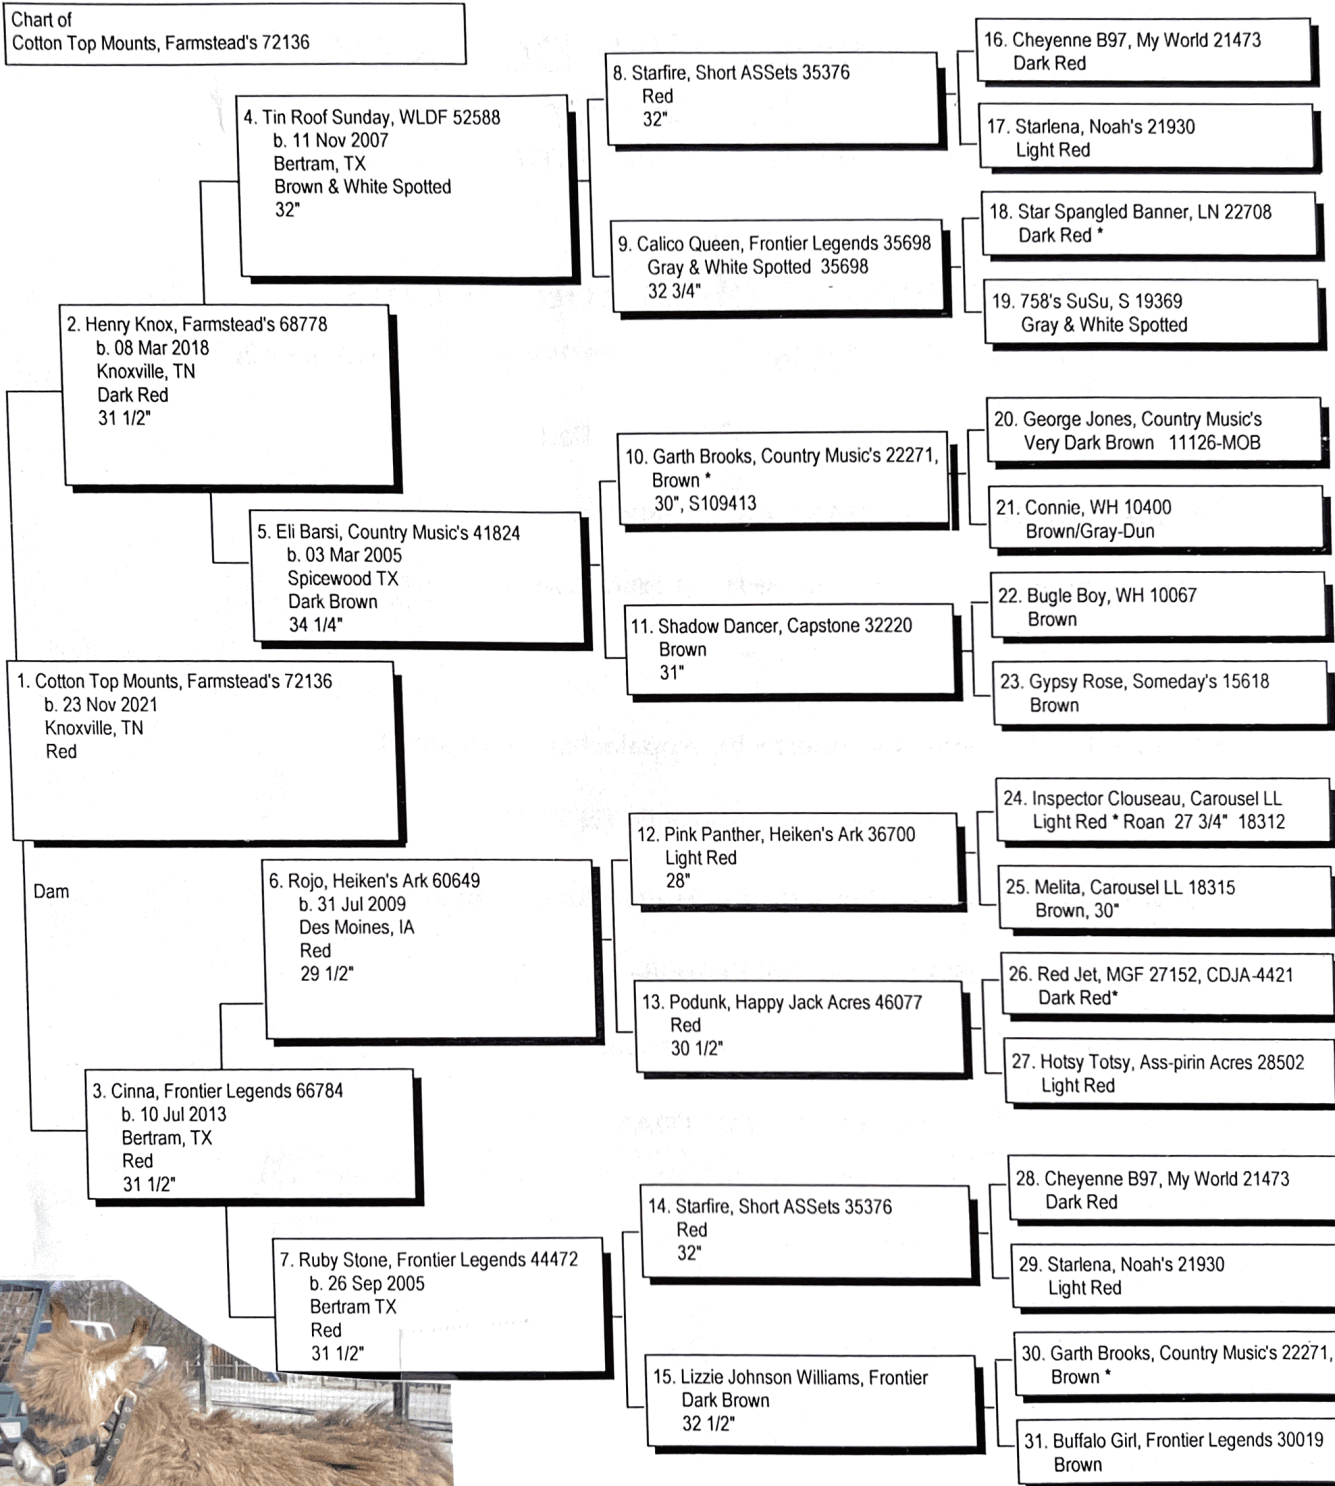 Chart of
Cotton Top Mounts, Farmstead's 72136
16. Cheyenne B97, My World 21473
Dark Red
8. Starfire, Short ASSets 35376
Red
32"
17. Starlena, Noah's 21930
Light Red
4. Tin Roof Sunday, WLDF 52588
b. 11 Nov 2007
Bertram, TX
Brown & White Spotted
32"
18. Star Spangled Banner, LN 22708
Dark Red *
9. Calico Queen, Frontier Legends 35698
Gray & White Spotted 35698
32 3/4"
19. 758's SuSu, S 19369
Gray & White Spotted
2. Henry Knox, Farmstead's 68778
b. 08 Mar 2018
Knoxville, TN
Dark Red
31 1/2"
20. George Jones, Country Music's
Very Dark Brown 11126-MOB
10. Garth Brooks, Country Music's 22271,
Brown *
30", S109413
21. Connie, WH 10400
Brown/Gray-Dun
5. Eli Barsi, Country Music's 41824
b. 03 Mar 2005
Spicewood TX
Dark Brown
34 1/4"
22. Bugle Boy, WH 10067
Brown
11. Shadow Dancer, Capstone 32220
Brown
31"
23. Gypsy Rose, Someday's 15618
Brown
1. Cotton Top Mounts, Farmstead's 72136
b. 23 Nov 2021
Knoxville, TN
Red
24. Inspector Clouseau, Carousel LL
Light Red * Roan 27 3/4" 18312
12. Pink Panther, Heiken's Ark 36700
Light Red
28"
25. Melita, Carousel LL 18315
Brown, 30"
Dam
6. Rojo, Heiken's Ark 60649
b. 31 Jul 2009
Des Moines, IA
Red
29 1/2"
26. Red Jet, MGF 27152, CDJA-4421
Dark Red*
13. Podunk, Happy Jack Acres 46077
Red
30 1/2"
27. Hotsy Totsy, Ass-pirin Acres 28502
Light Red
3. Cinna, Frontier Legends 66784
b. 10 Jul 2013
Bertram, TX
Red
31 1/2"
28. Cheyenne B97, My World 21473
Dark Red
14. Starfire, Short ASSets 35376
Red
32"
29. Starlena, Noah's 21930
Light Red
7. Ruby Stone, Frontier Legends 44472
b. 26 Sep 2005
Bertram TX
Red
31 1/2"
30. Garth Brooks, Country Music's 22271,
Brown *
15. Lizzie Johnson Williams, Frontier
Dark Brown
32 1/2"
31. Buffalo Girl, Frontier Legends 30019
Brown